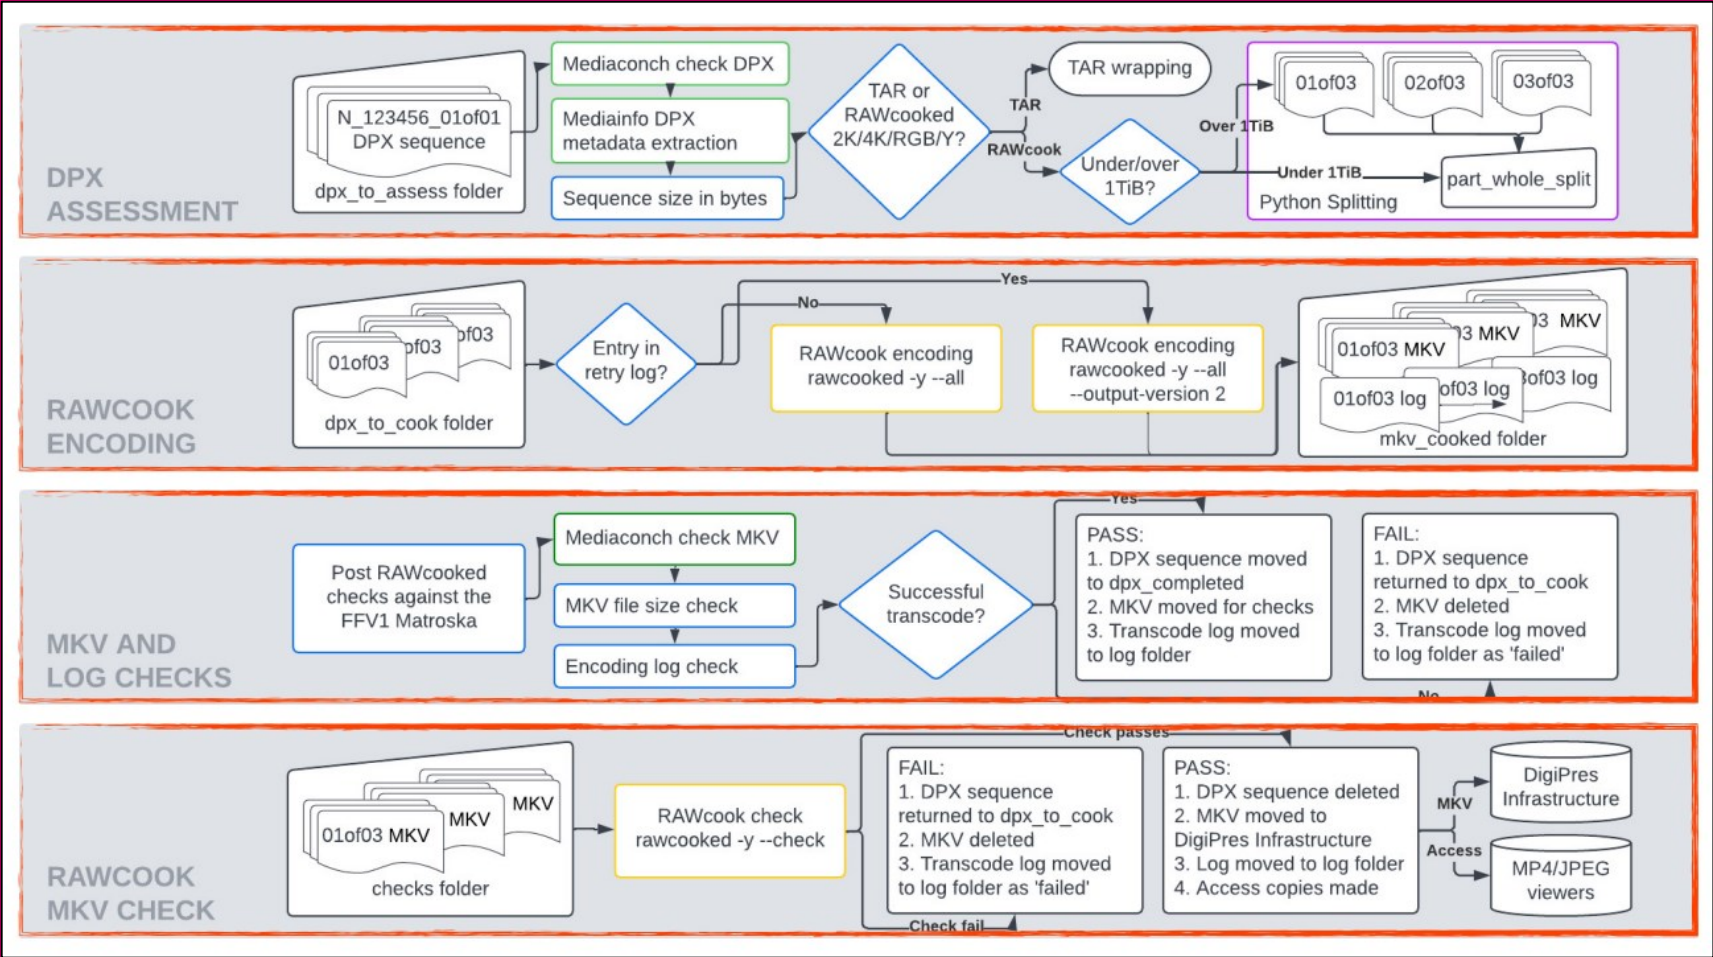 DPX
ASSESSMENT
N_123456_01of01
DPX sequence
dpx_to_assess folder
Mediaconch check DPX
Mediainfo DPX
metadata extraction
Sequence size in bytes
TAR or
RAWcooked
2K/4K/RGB/Y?
TAR
RAWcook
TAR wrapping
Under/over
1TiB?
Over 1TiB
Under 1TiB
01of03
02of03
03of03
part_whole_split
Python Splitting
RAWCOOK
ENCODING
01of03
of03
of03
dpx_to_cook folder
Entry in
retry log?
No
Yes
RAWcook encoding
rawcooked -y --all
RAWcook encoding
rawcooked -y --all
--output-version 2
01of03 MKV
03 MKV
3 MKV
01of03 log
of03 log
3of03 log
mkv_cooked folder
MKV AND
LOG CHECKS
Post RAWcooked
checks against the
FFV1 Matroska
Mediaconch check MKV
MKV file size check
Encoding log check
Successful
transcode?
Yes
PASS:
1. DPX sequence moved
to dpx_completed
2. MKV moved for checks
3. Transcode log moved
to log folder
FAIL:
1. DPX sequence
returned to dpx_to_cook
2. MKV deleted
3. Transcode log moved
to log folder as 'failed'
No
RAWCOOK
MKV CHECK
01of03 MKV
MKV
MKV
checks folder
RAWcook check
rawcooked -y --check
Check passes
Check fail
FAIL:
1. DPX sequence
returned to dpx_to_cook
2. MKV deleted
3. Transcode log moved
to log folder as 'failed'
PASS:
1. DPX sequence deleted
2. MKV moved to
DigiPres Infrastructure
3. Log moved to log folder
4. Access copies made
MKV
Access
DigiPres
Infrastructure
MP4/JPEG
viewers